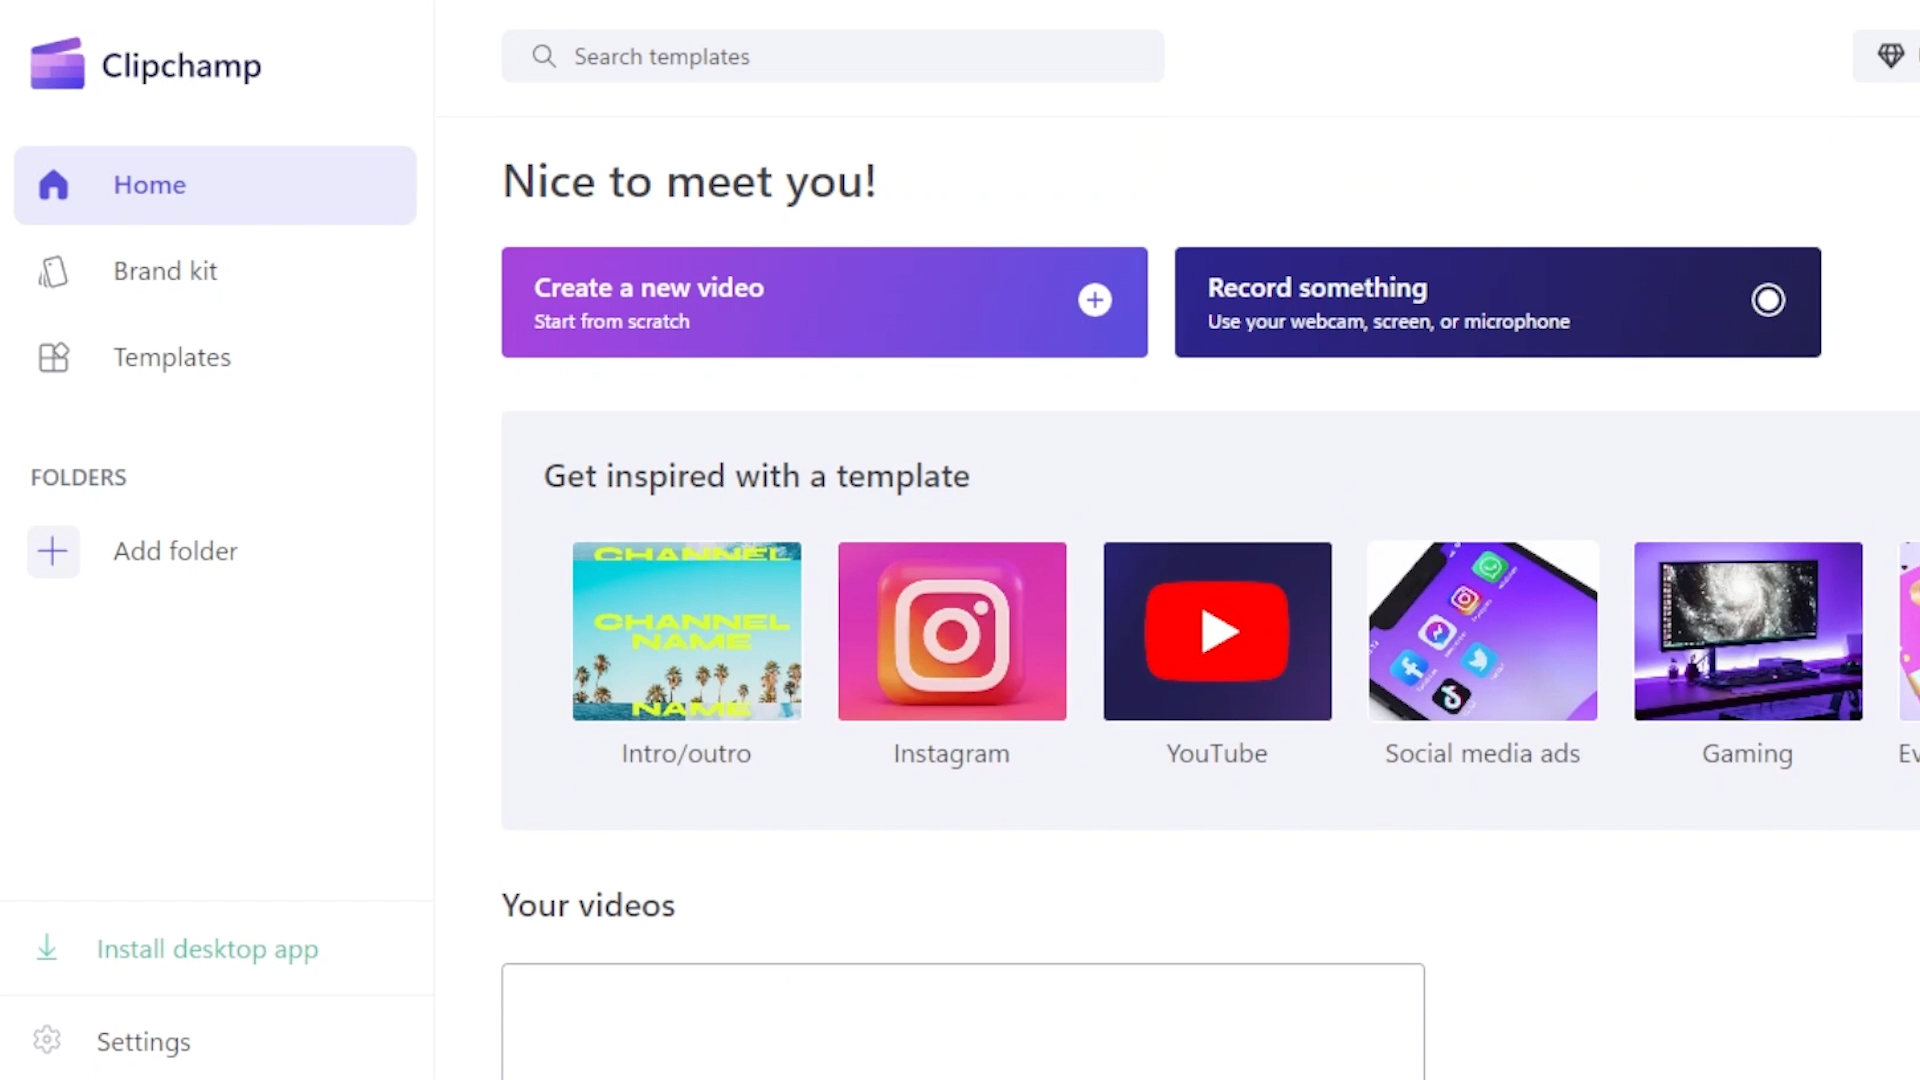 Clipchamp
Search templates
Home
Brand kit
Templates
FOLDERS
Add folder
Install desktop app
Settings
Nice to meet you!
Create a new video
Start from scratch
Record something
Use your webcam, screen, or microphone
Get inspired with a template
CHANNEL
CHANNEL
NAME
NAME
Intro/outro
Instagram
YouTube
Social media ads
Gaming
Your videos